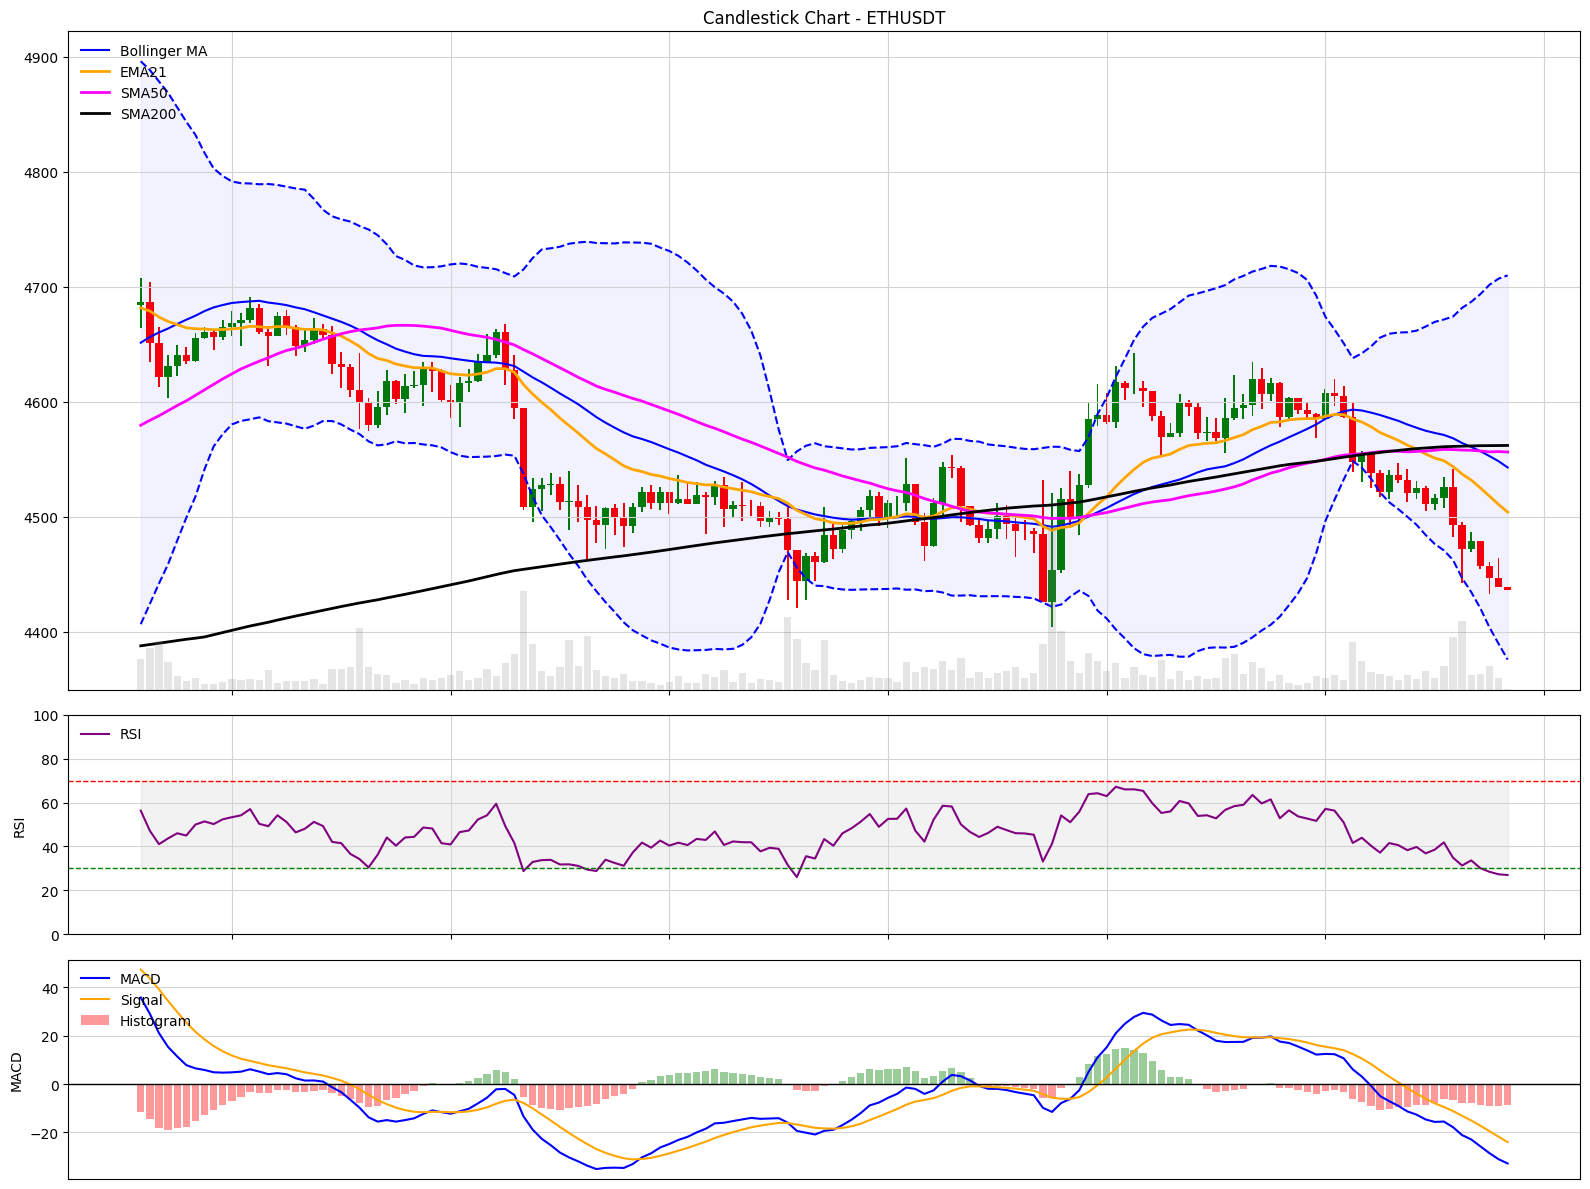 Candlestick Chart - ETHUSDT
Bollinger MA
EMA21
SMA50
SMA200
4900
4800
4700
4600
4500
4400
RSI
RSI
100
80
60
40
20
0
MACD
Signal
Histogram
MACD
40
20
0
−20